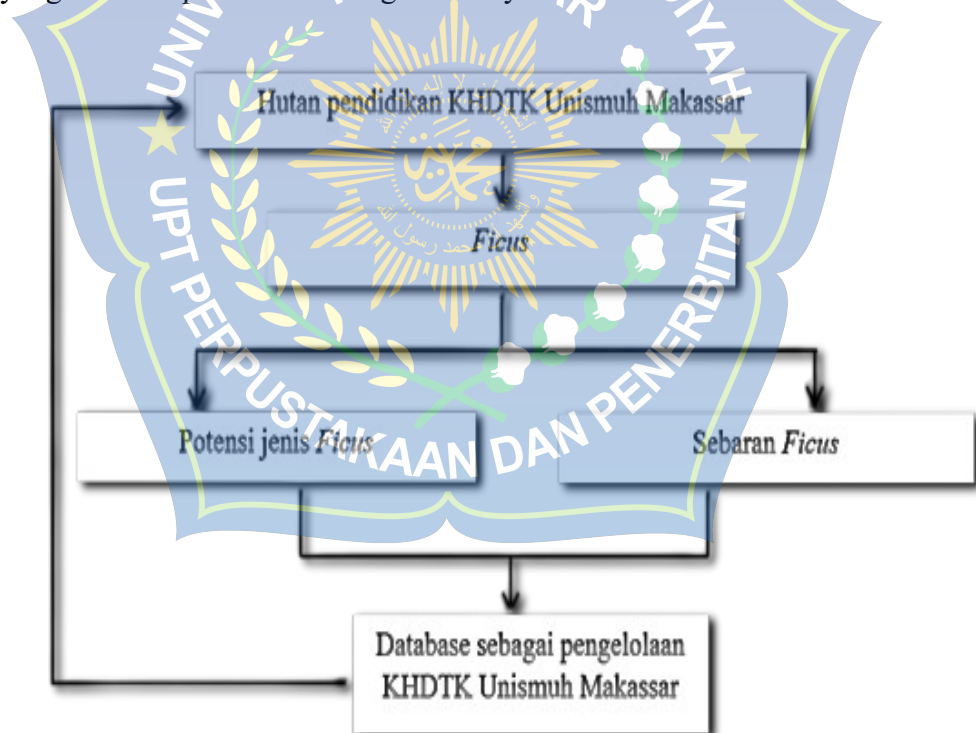 Hutan pendidikan KHDTK Unismuh Makassar
Ficus
Potensi jenis Ficus
Sebaran Ficus
Database sebagai pengelolaan
KHDTK Unismuh Makassar
UPT PERPUSTAKAAN DAN PENERBITAN